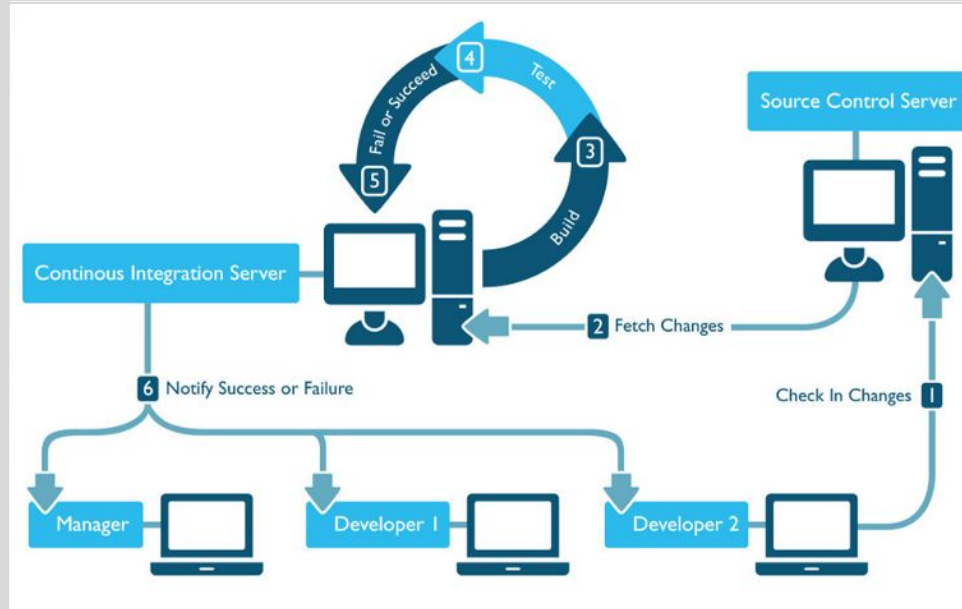 4
Test
Fail or Succeed
Source Control Server
3
5
Build
Continous Integration Server
2 Fetch Changes
6 Notify Success or Failure
Check In Changes 1
Manager
Developer 1
Developer 2